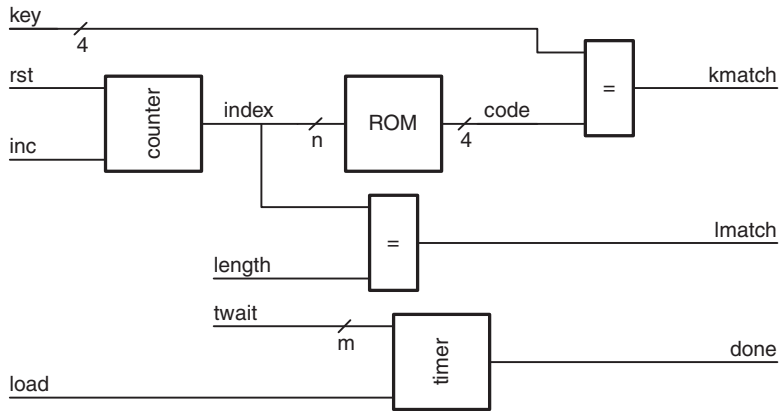 key
4
rst
kmatch
counter
index
ROM
code
=
inc
n
4
=
lmatch
length
twait
m
timer
done
load